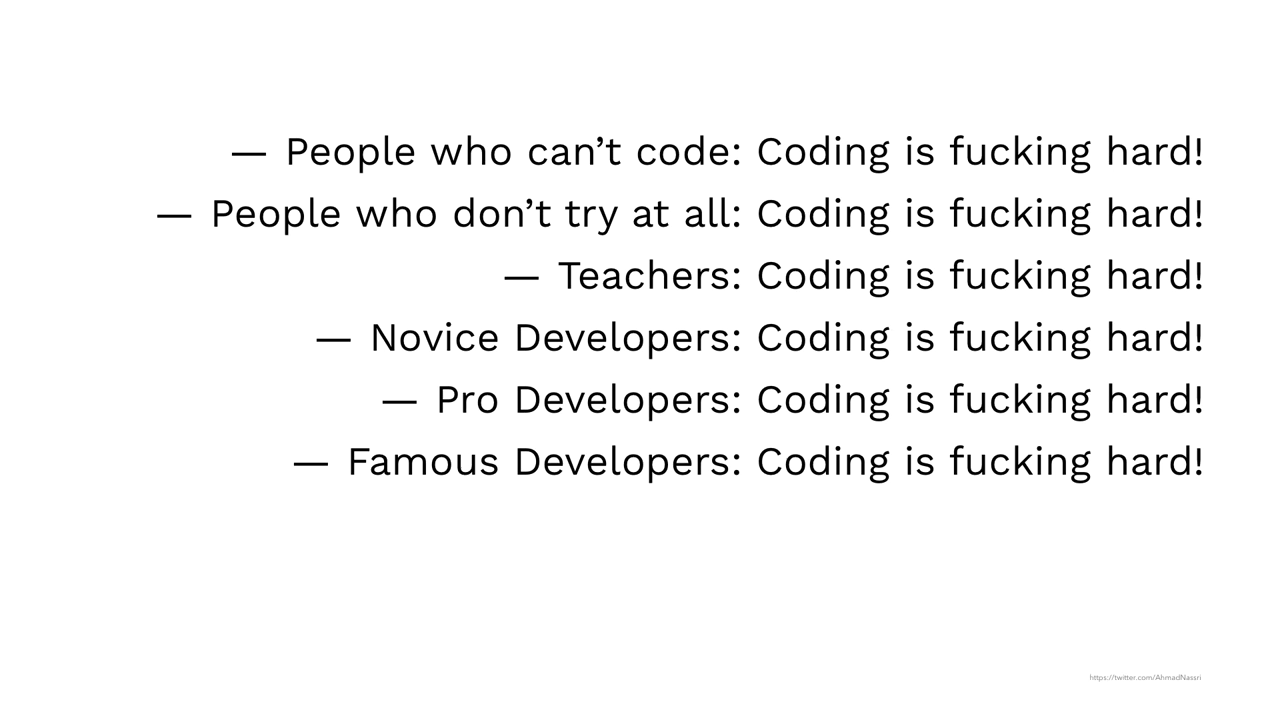 — People who can’t code: Coding is fucking hard!
— People who don’t try at all: Coding is fucking hard!
— Teachers: Coding is fucking hard!
— Novice Developers: Coding is fucking hard!
— Pro Developers: Coding is fucking hard!
— Famous Developers: Coding is fucking hard!
https://twitter.com/AhmadNassri